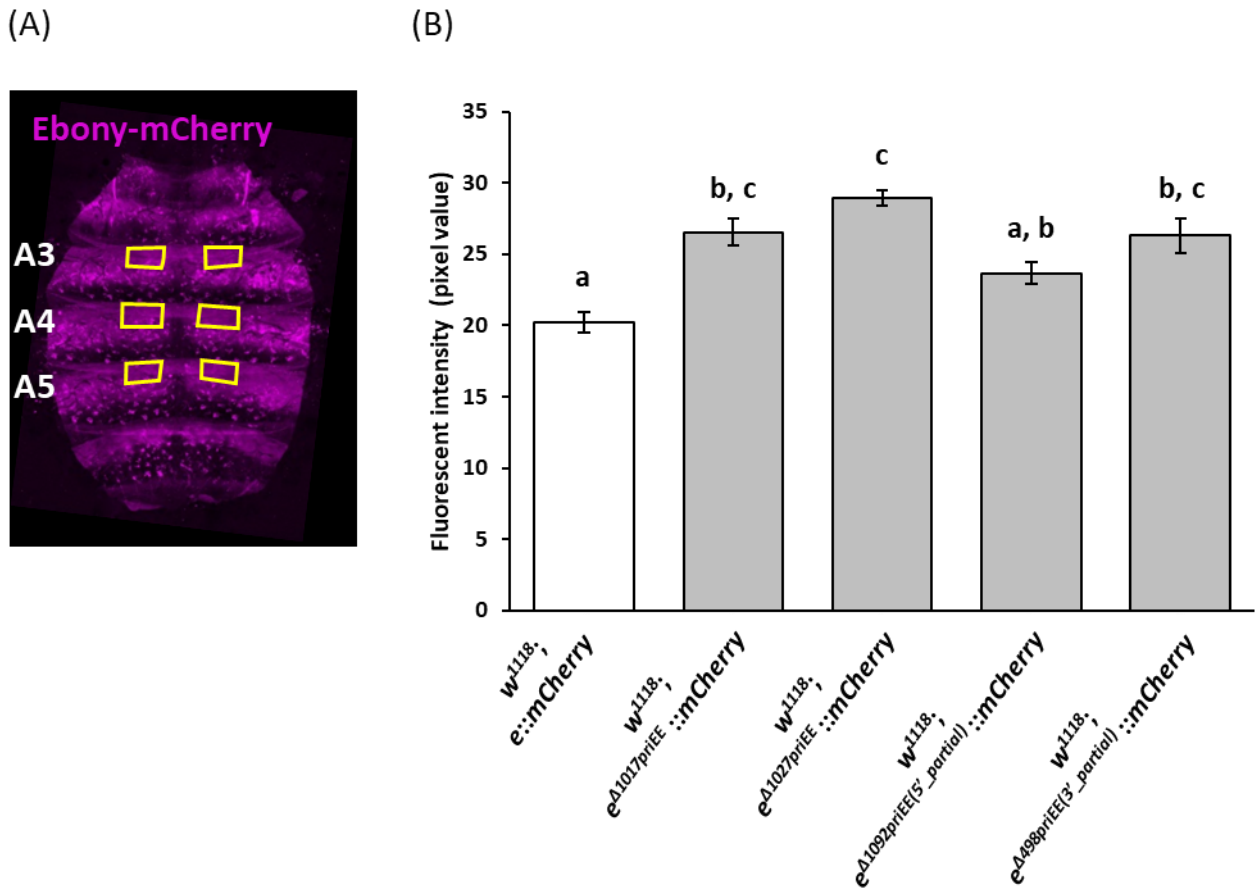 (A)
(B)
Ebony-mCherry
A3
A4
A5
Fluorescent intensity (pixel value)
35
30
25
20
15
10
5
0
a
b, c
c
a, b
b, c
w1118;
e::mCherry
w1118;
eΔ1017priEE::mCherry
w1118;
eΔ1027priEE::mCherry
w1118;
eΔ1092priEE(5'_partial)::mCherry
w1118;
eΔ498priEE(3'_partial)::mCherry